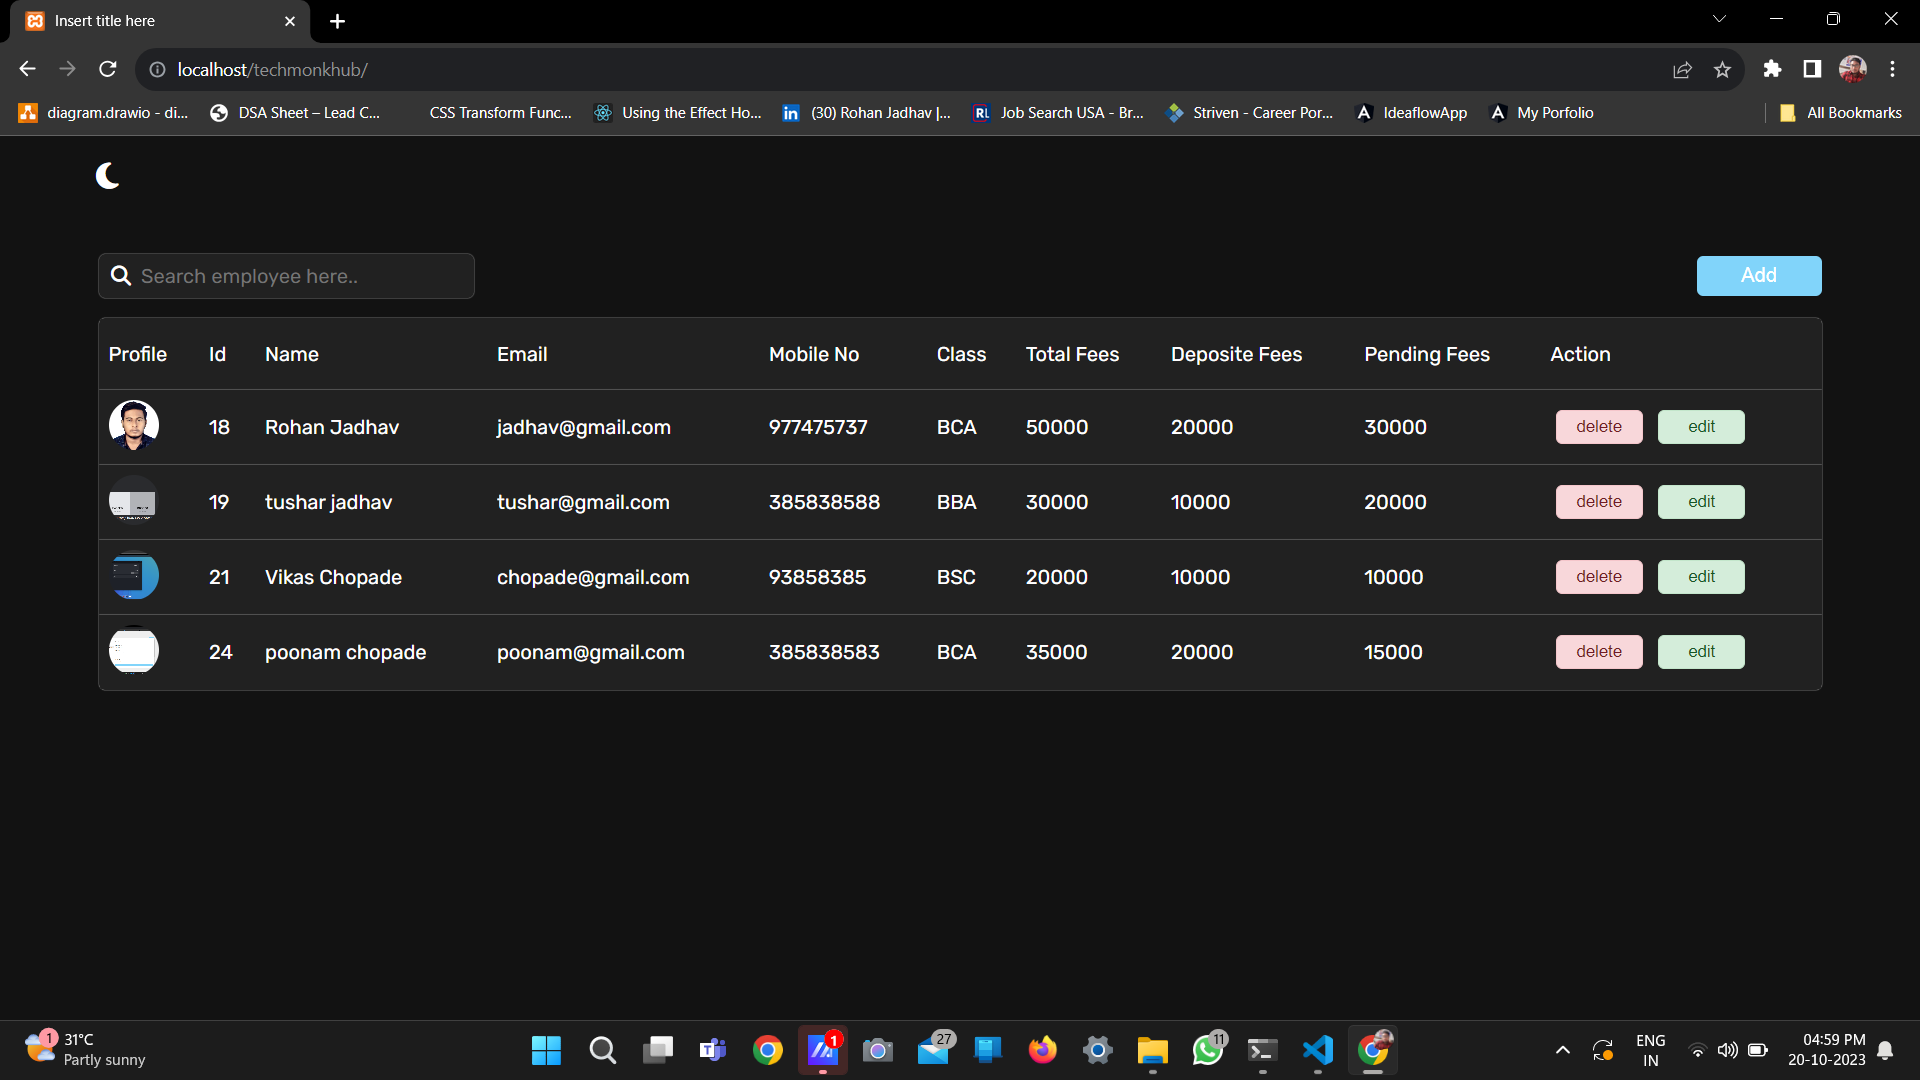 Insert title here
localhost/techmonkhub/
diagram.drawio - di... DSA Sheet – Lead C... CSS Transform Func... Using the Effect Ho... (30) Rohan Jadhav |... RL Job Search USA - Br... Striven - Career Por... IdeaflowApp My Porfolio All Bookmarks
Search employee here..
Add
Profile Id Name Email Mobile No Class Total Fees Deposite Fees Pending Fees Action
18 Rohan Jadhav jadhav@gmail.com 977475737 BCA 50000 20000 30000 delete edit
19 tushar jadhav tushar@gmail.com 385838588 BBA 30000 10000 20000 delete edit
21 Vikas Chopade chopade@gmail.com 93858385 BSC 20000 10000 10000 delete edit
24 poonam chopade poonam@gmail.com 385838583 BCA 35000 20000 15000 delete edit
1 31°C
Partly sunny
1 27 11
ENG
IN
04:59 PM
20-10-2023